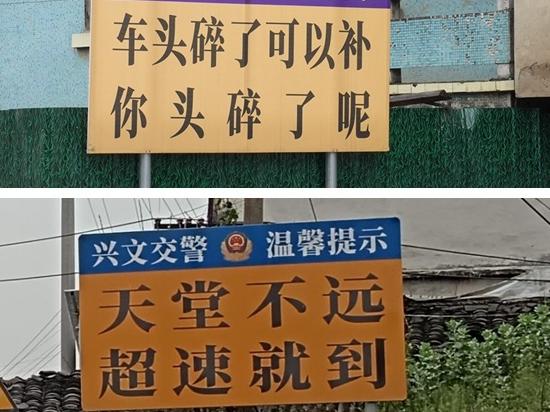 车头碎了可以补
你头碎了呢
兴文交警 温馨提示
天堂不远
超速就到